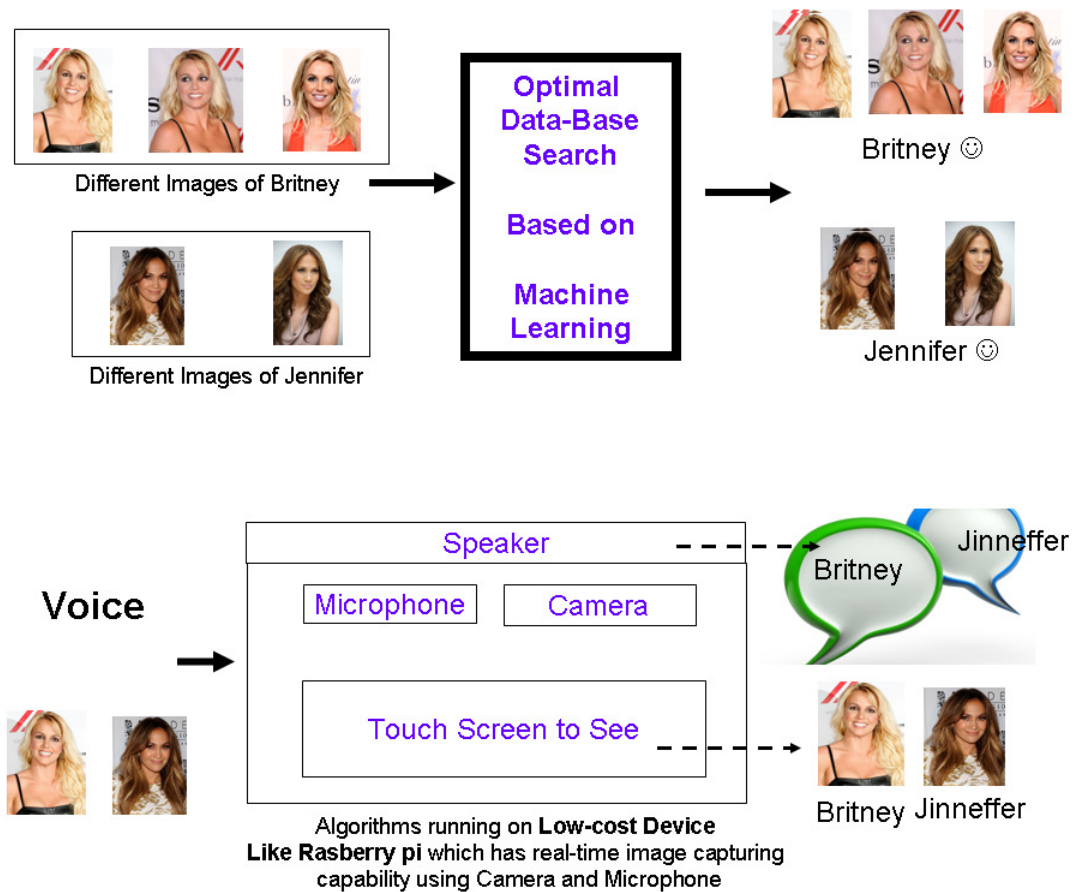 Different Images of Britney
Different Images of Jennifer
Optimal
Data-Base
Search
Based on
Machine
Learning
Britney ☺
Jennifer ☺
Voice
Speaker
Microphone
Camera
Touch Screen to See
Britney
Jinneffer
Britney
Jinneffer
Algorithms running on Low-cost Device
Like Rasberry pi which has real-time image capturing
capability using Camera and Microphone